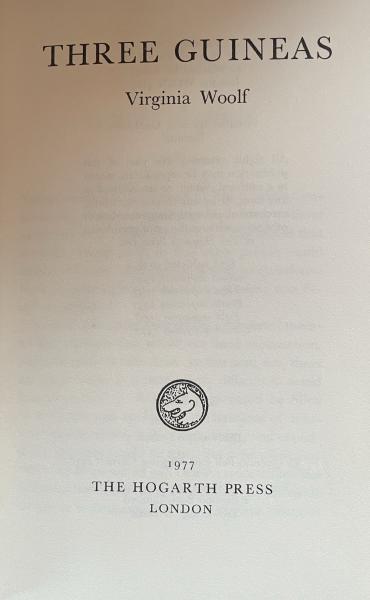 THREE GUINEAS
Virginia Woolf
1977
THE HOGARTH PRESS
LONDON